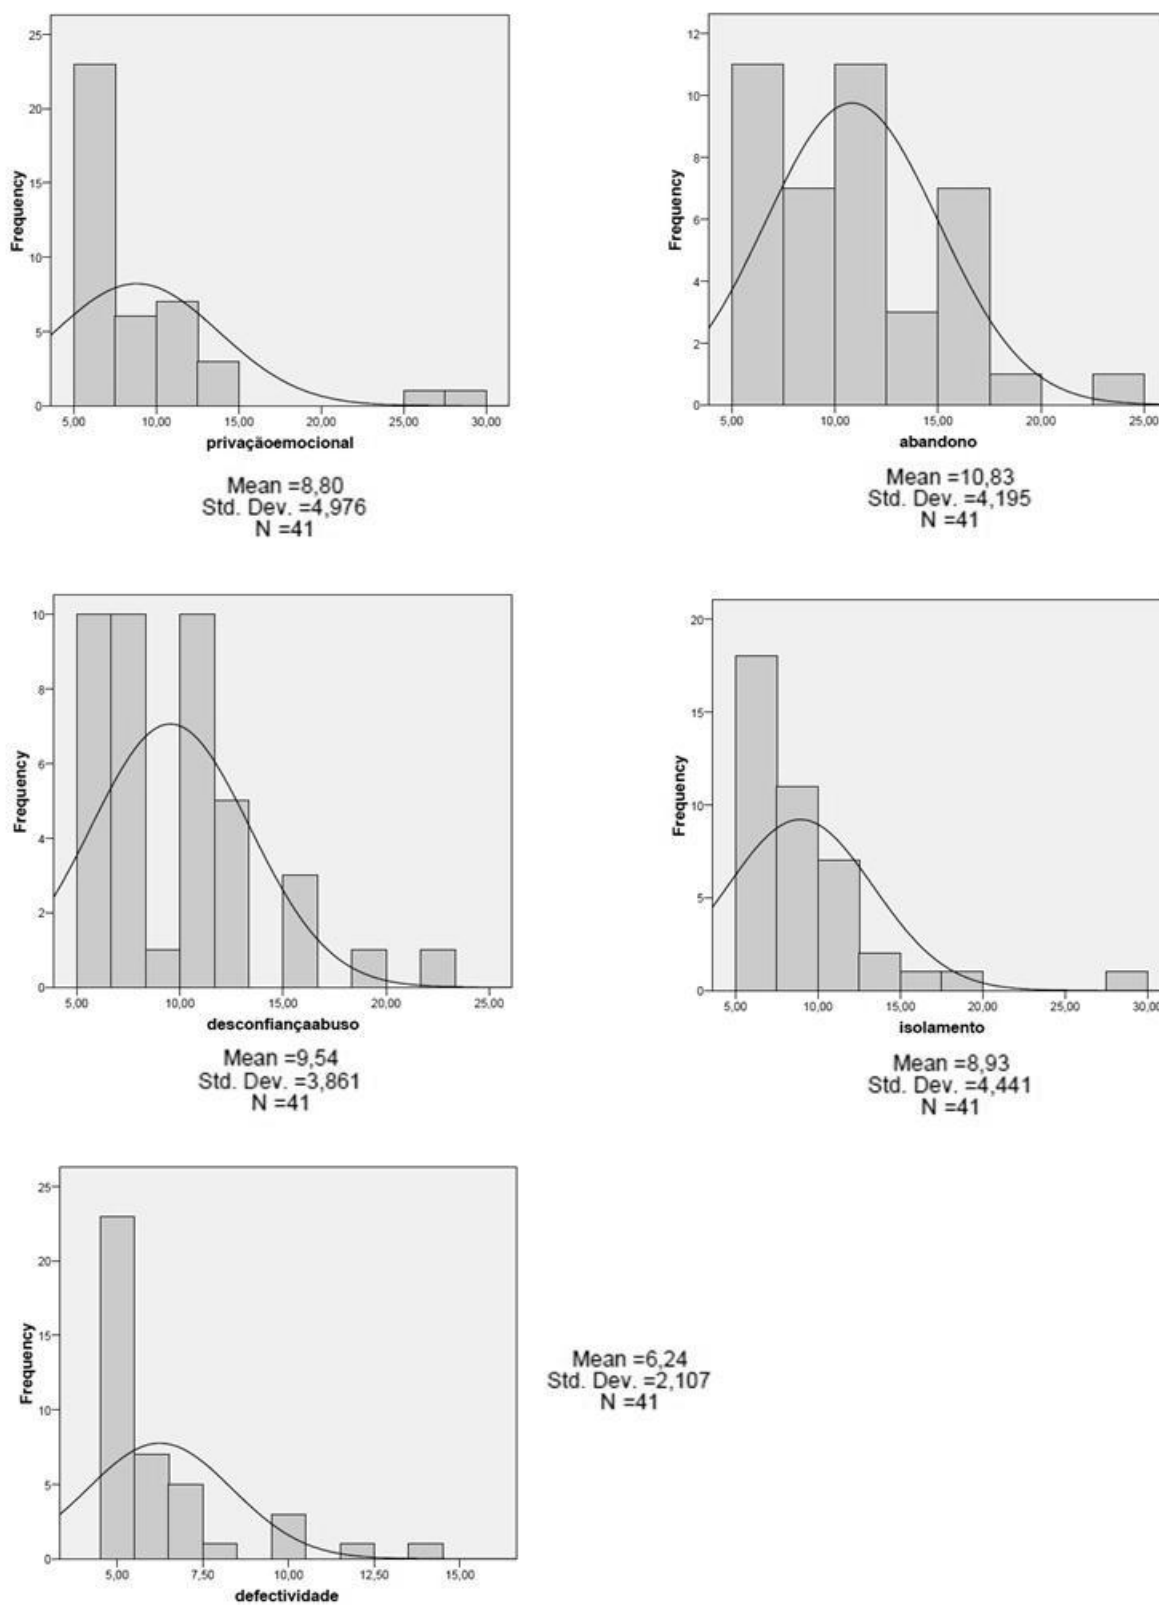 25
20
15
10
5
0
Frequency
5,00 10,00 15,00 20,00 25,00 30,00
privaçãoemocional
Mean =8,80
Std. Dev. =4,976
N =41
12
10
8
6
4
2
0
Frequency
5,00 10,00 15,00 20,00 25,00
abandono
Mean =10,83
Std. Dev. =4,195
N =41
10
8
6
4
2
0
Frequency
5,00 10,00 15,00 20,00 25,00
desconfiançaabuso
Mean =9,54
Std. Dev. =3,861
N =41
20
15
10
5
0
Frequency
5,00 10,00 15,00 20,00 25,00 30,00
isolamento
Mean =8,93
Std. Dev. =4,441
N =41
25
20
15
10
5
0
Frequency
5,00 7,50 10,00 12,50 15,00
defectividade
Mean =6,24
Std. Dev. =2,107
N =41